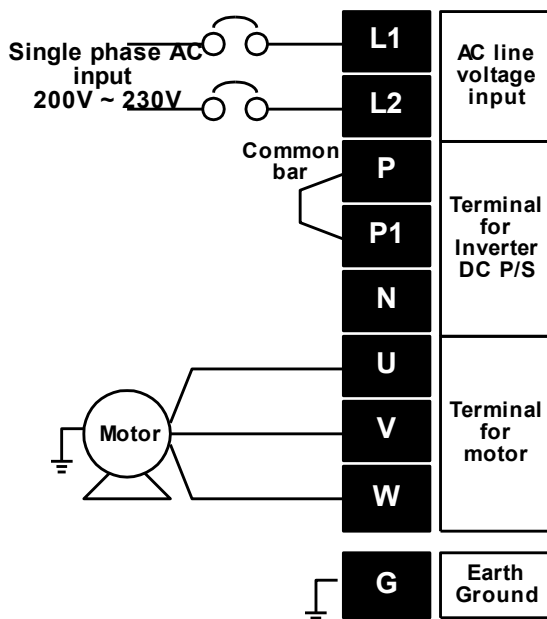 Single phase AC
input
200V ~ 230V
L1
L2
AC line
voltage
input
Common
bar
P
P1
N
Terminal
for
Inverter
DC P/S
U
V
W
Motor
Terminal
for
motor
G
Earth
Ground